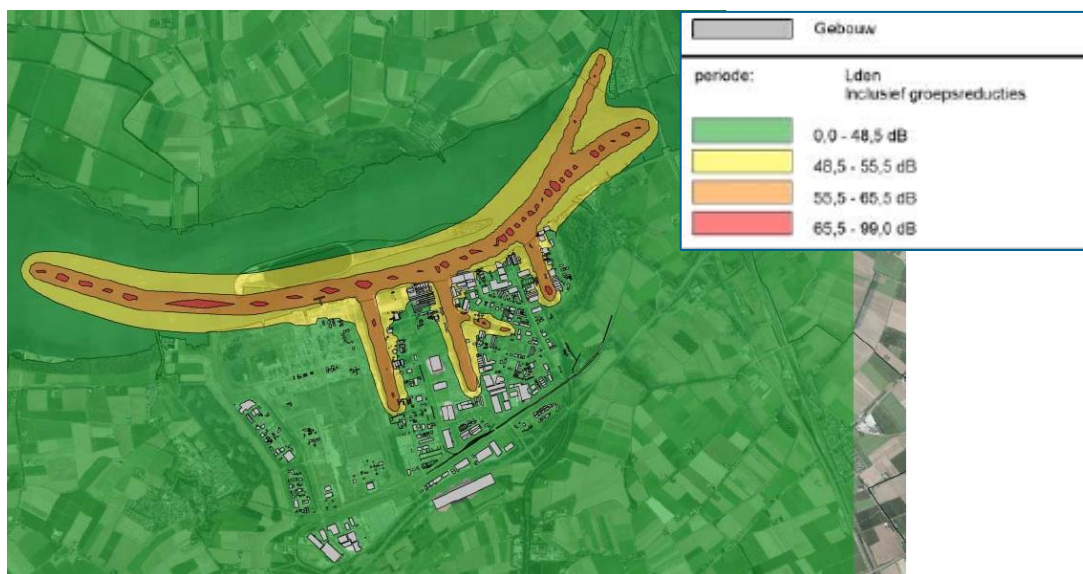 Gebouw
periode:
Lden
Inclusief groepsreducties
0,0 - 48,5 dB
48,5 - 55,5 dB
55,5 - 65,5 dB
65,5 - 99,0 dB